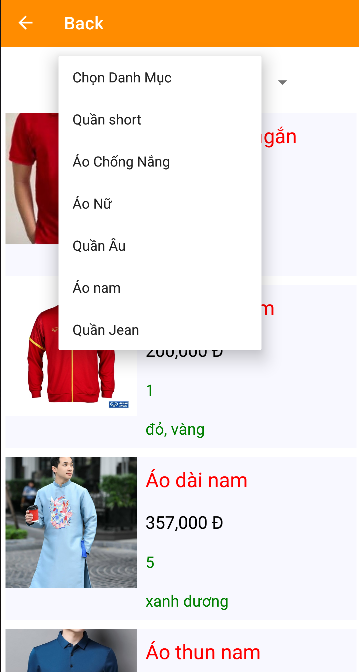 Back
Chọn Danh Mục
Quần short
Áo Chống Nắng
Áo Nữ
Quần Âu
Áo nam
Quần Jean
ngắn
200,000 Đ
1
đỏ, vàng
Áo dài nam
357,000 Đ
5
xanh dương
Áo thun nam